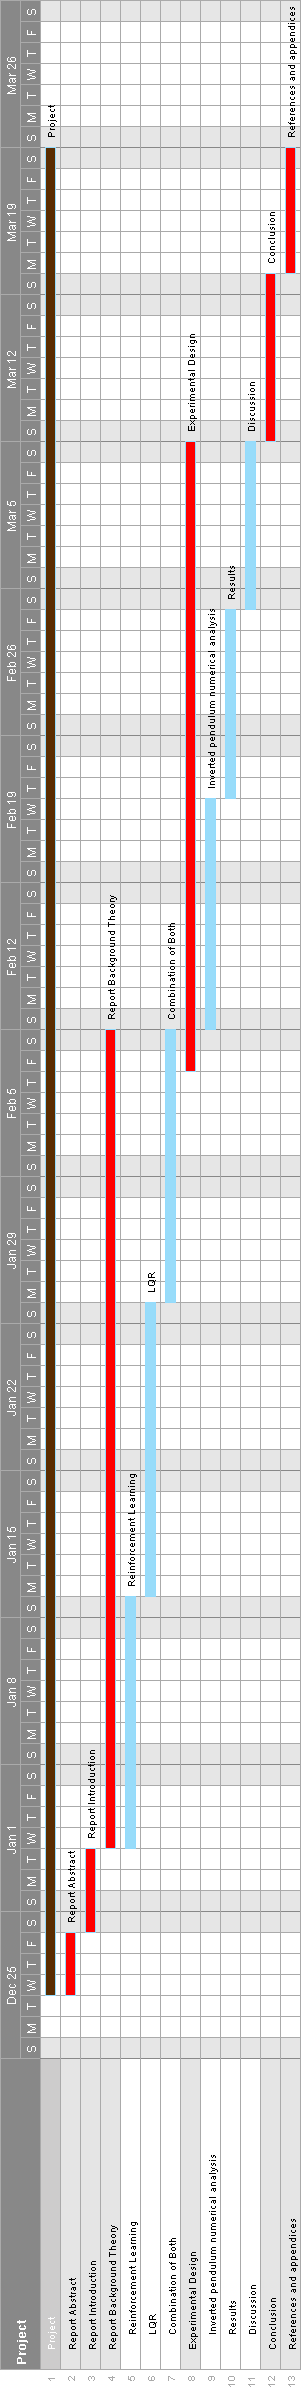 Project Dec 25 Jan 1 Jan 8 Jan 15 Jan 22 Jan 29 Feb 5 Feb 12 Feb 19 Feb 26 Mar 5 Mar 12 Mar 19 Mar 26
S M T W T F S S M T W T F S S M T W T F S S M T W T F S S M T W T F S S M T W T F S S M T W T F S S M T W T F S S M T W T F S S M T W T F S S M T W T F S S M T W T F S S M T W T F S S M T W T F S
1 Project Project
2 Report Abstract Report Abstract
3 Report Introduction Report Introduction
4 Report Background Theory Report Background Theory
5 Reinforcement Learning Reinforcement Learning
6 LQR LQR
7 Combination of Both Combination of Both
8 Experimental Design Experimental Design
9 Inverted pendulum numerical analysis Inverted pendulum numerical analysis
10 Results Results
11 Discussion Discussion
12 Conclusion Conclusion
13 References and appendices References and appendices